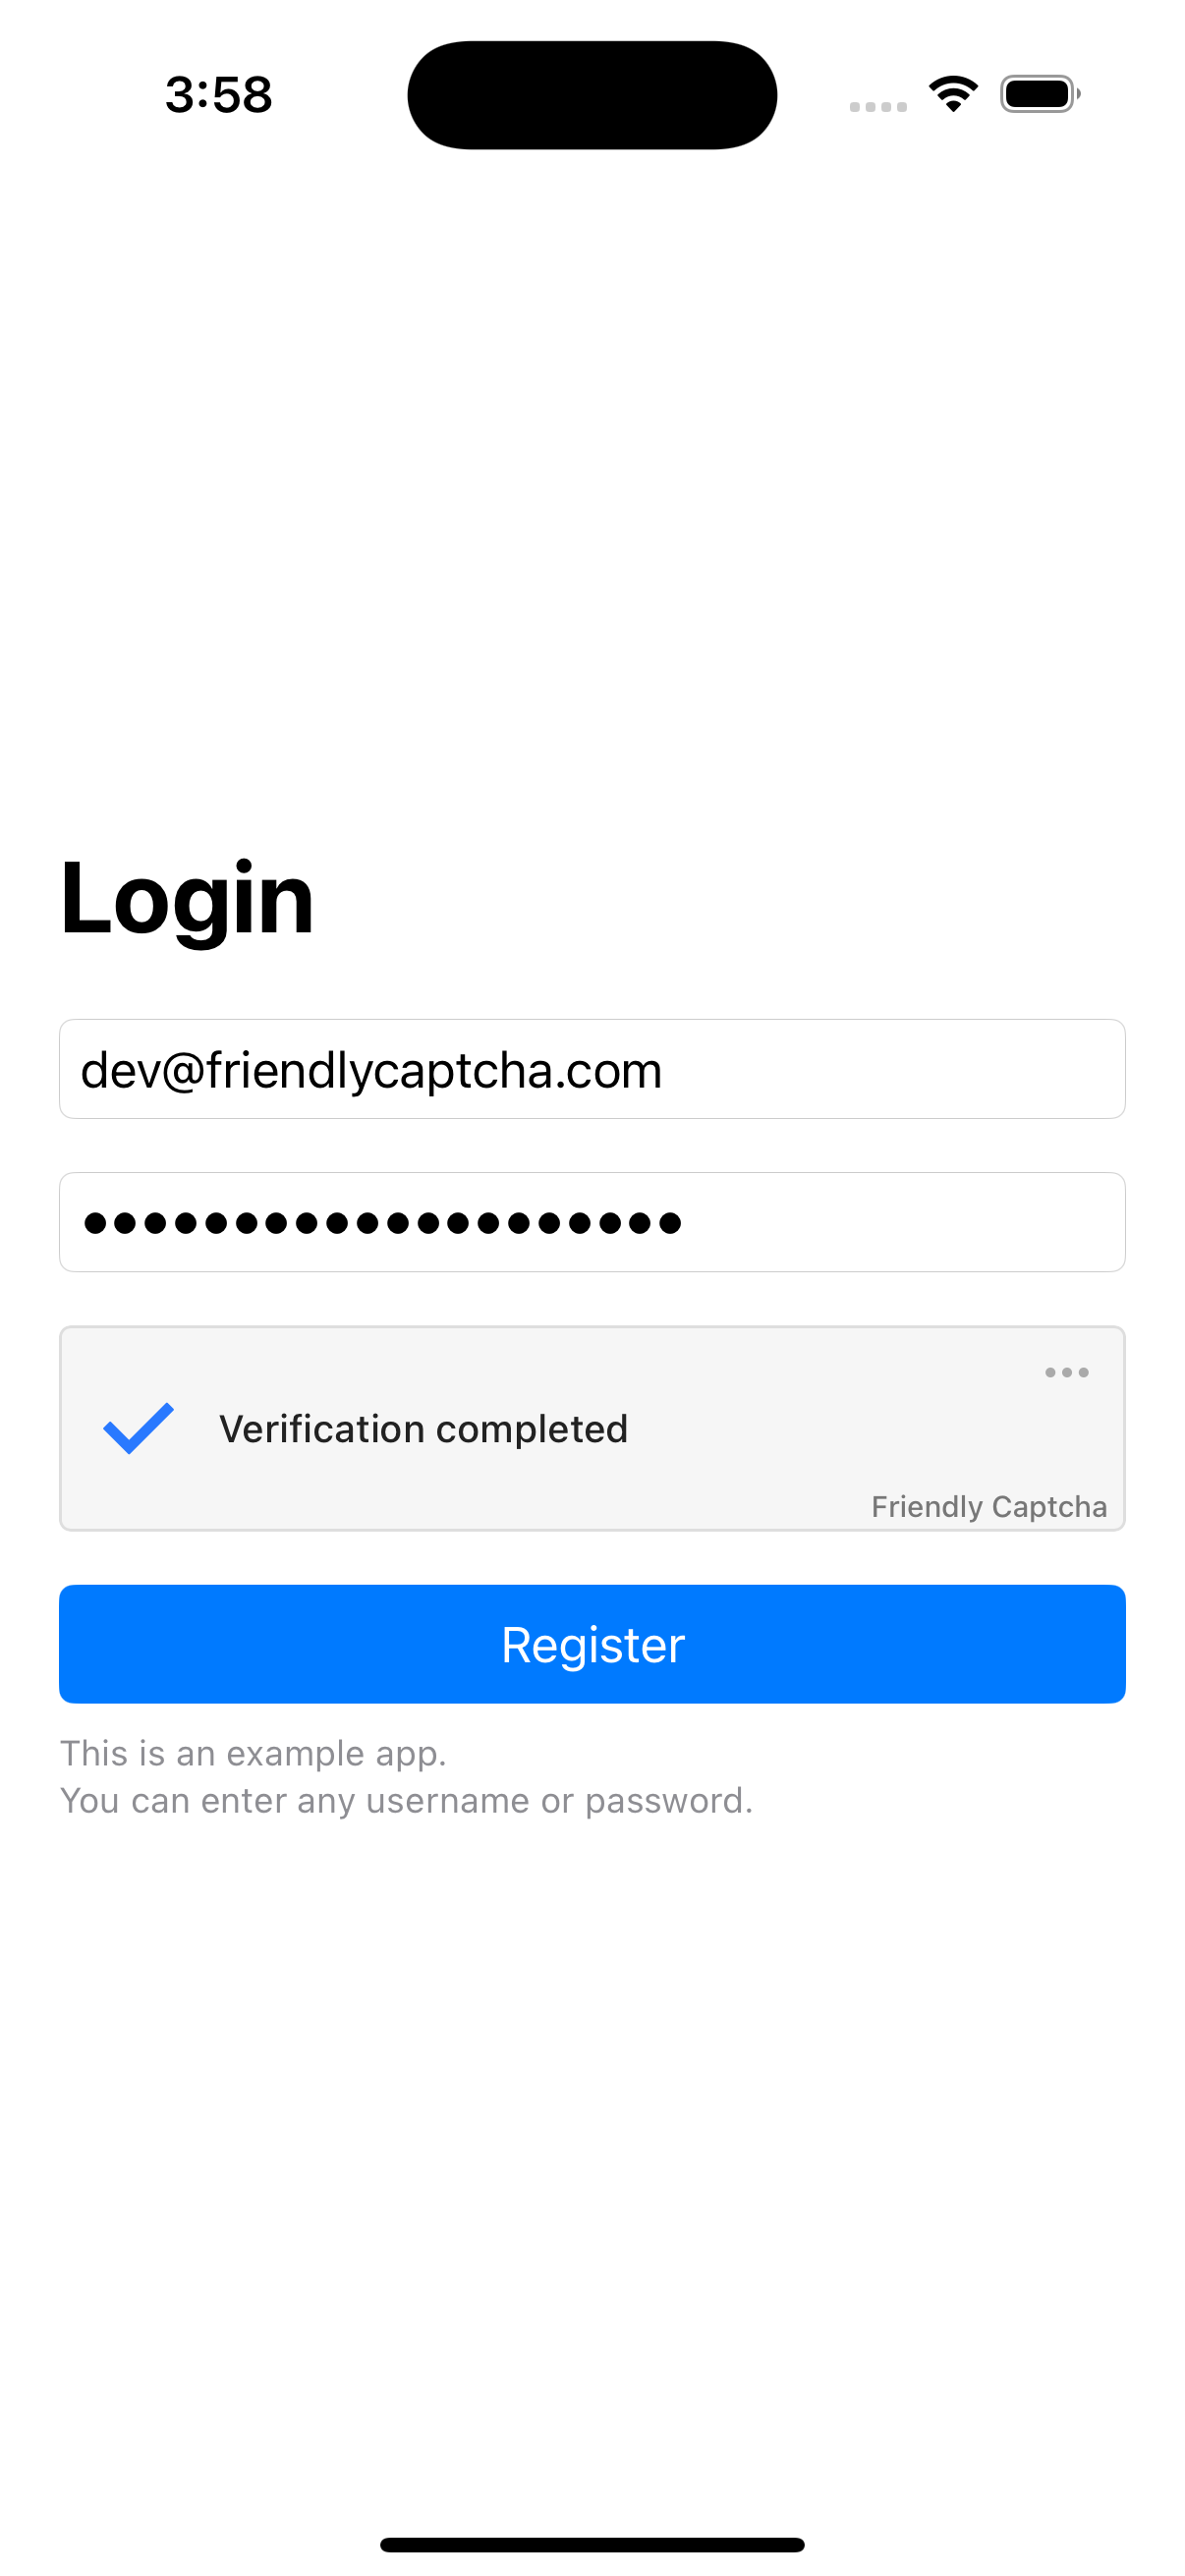 3:58
Login
dev@friendlycaptcha.com
••••••••••••••••••••
Verification completed
Friendly Captcha
Register
This is an example app.
You can enter any username or password.